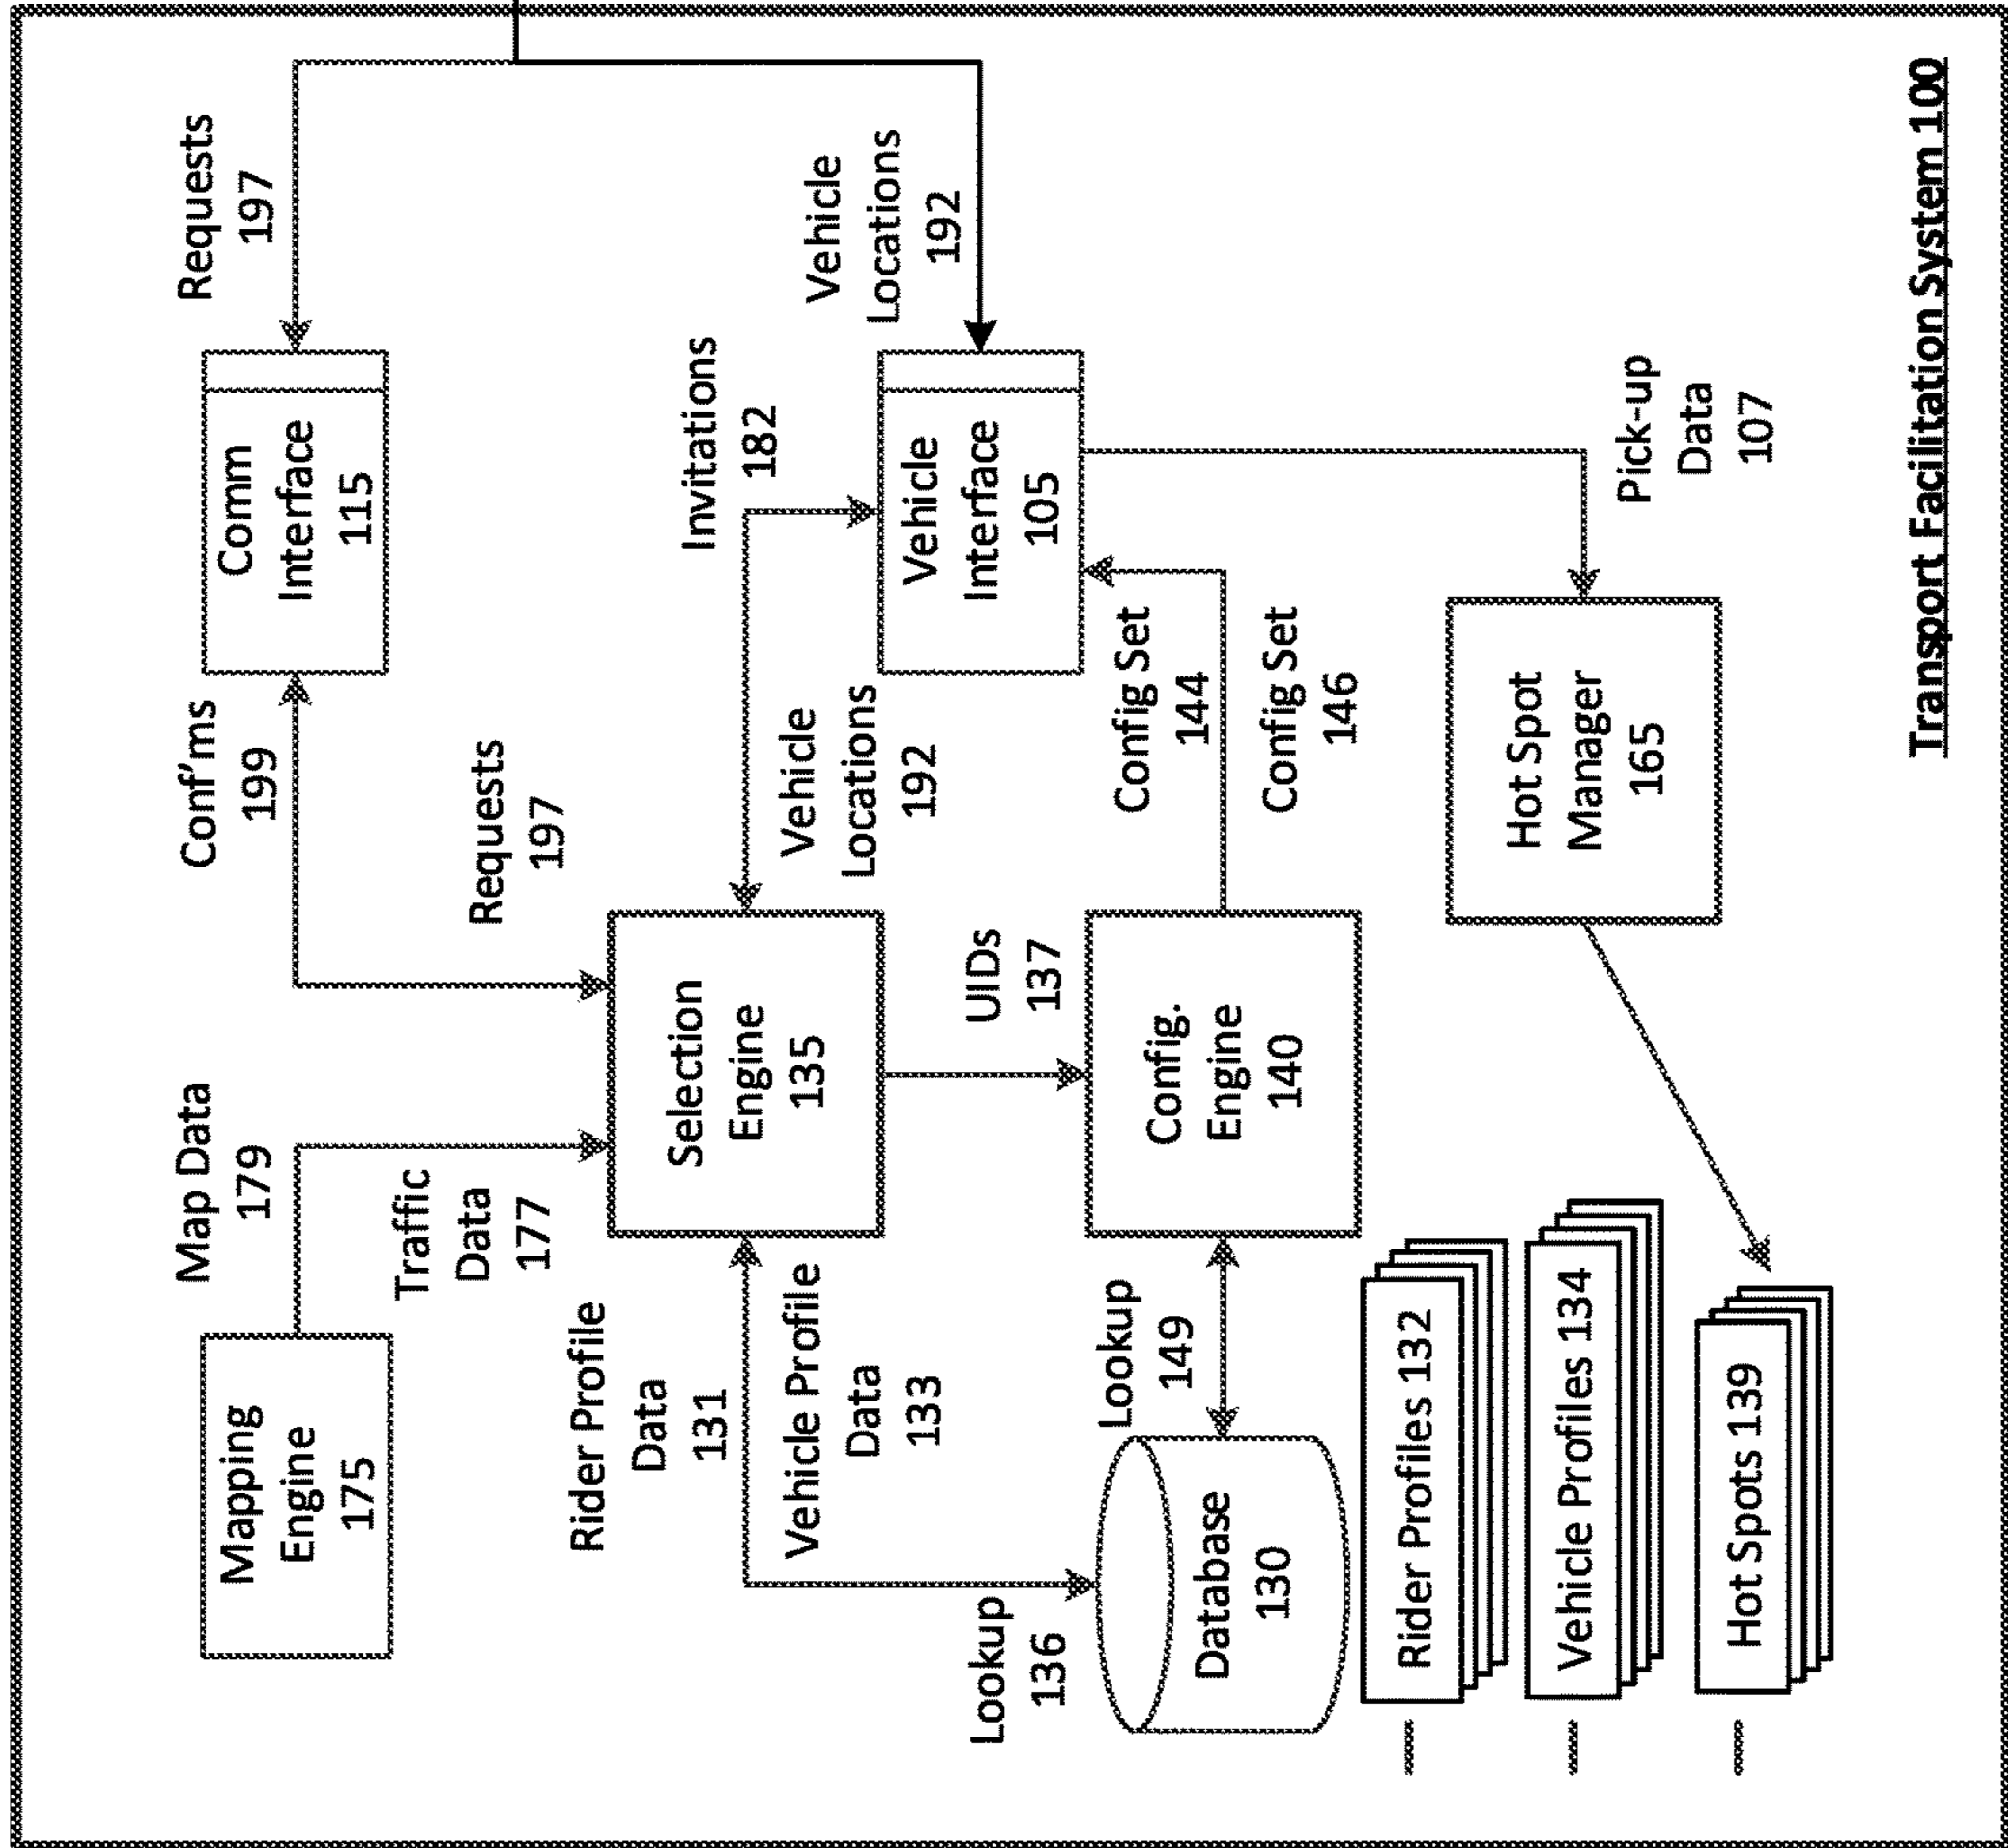 Mapping
Engine
175
Map Data
179
Traffic
Data
177
Conf'ms
199
Requests
197
Comm
Interface
115
Requests
197
Rider Profile
Data
131
Vehicle Profile
Data
133
Selection
Engine
135
Invitations
182
Vehicle
Locations
192
Vehicle
Interface
105
Vehicle
Locations
192
Lookup
136
Database
130
Lookup
149
UIDs
137
Config.
Engine
140
Config Set
144
Config Set
146
Rider Profiles 132
Vehicle Profiles 134
Hot Spots 139
Hot Spot
Manager
165
Pick-up
Data
107
Transport Facilitation System 100